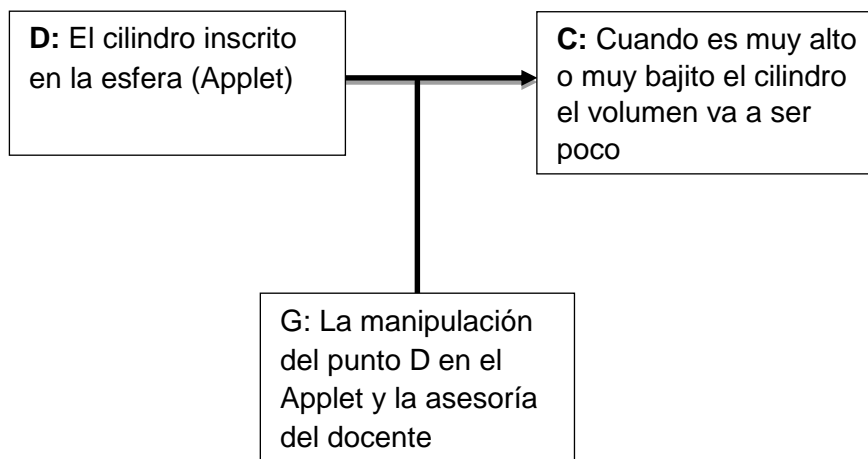 D: El cilindro inscrito
en la esfera (Applet)
C: Cuando es muy alto
o muy bajito el cilindro
el volumen va a ser
poco
G: La manipulación
del punto D en el
Applet y la asesoría
del docente